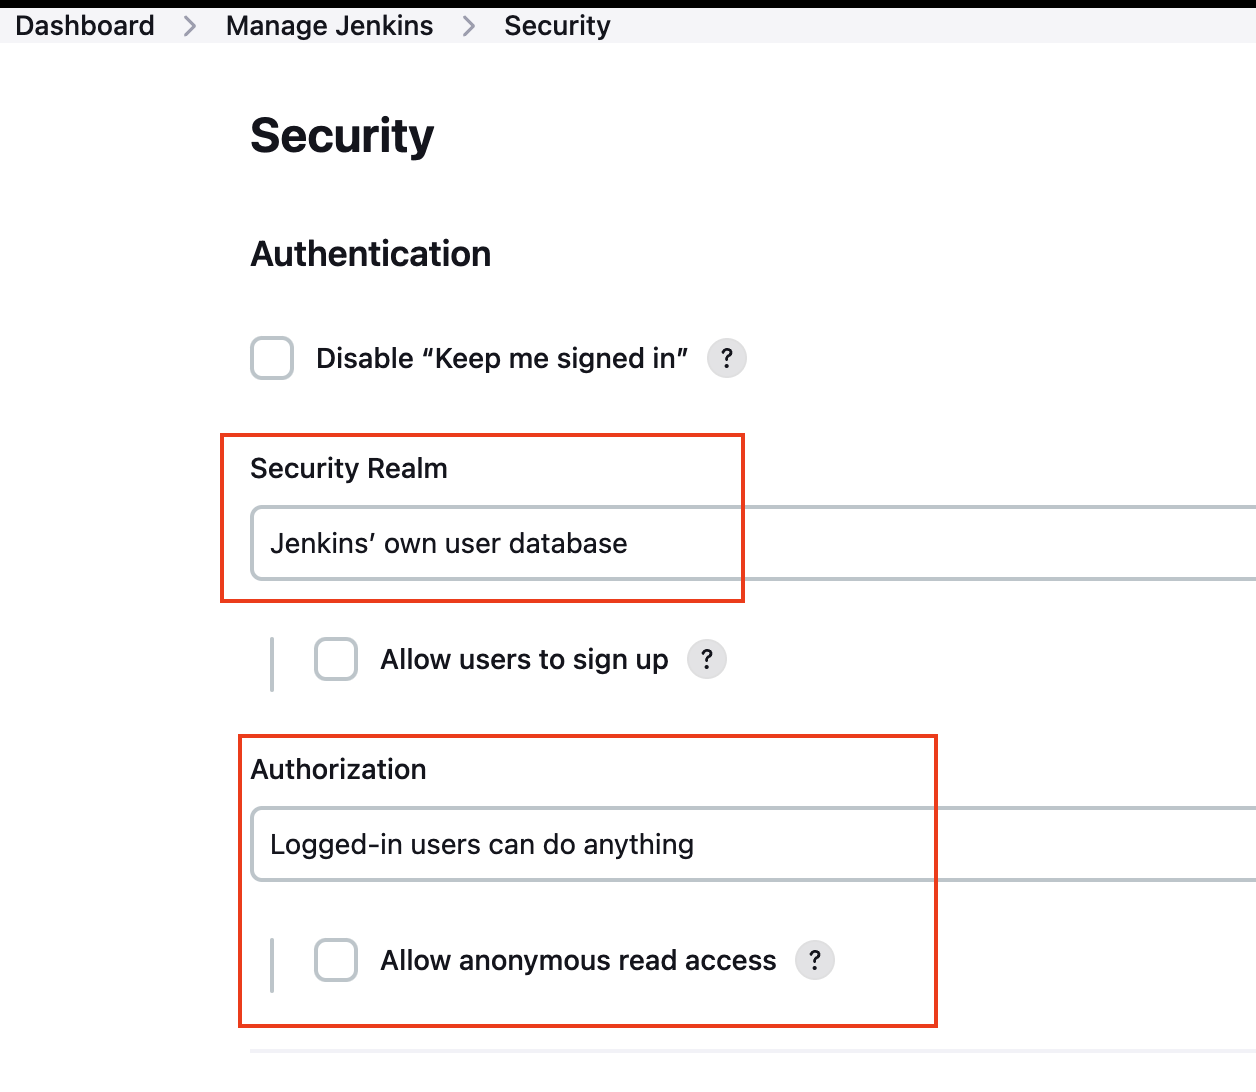 Dashboard > Manage Jenkins > Security
Security
Authentication
Disable “Keep me signed in” ?
Security Realm
Jenkins’ own user database
Allow users to sign up ?
Authorization
Logged-in users can do anything
Allow anonymous read access ?